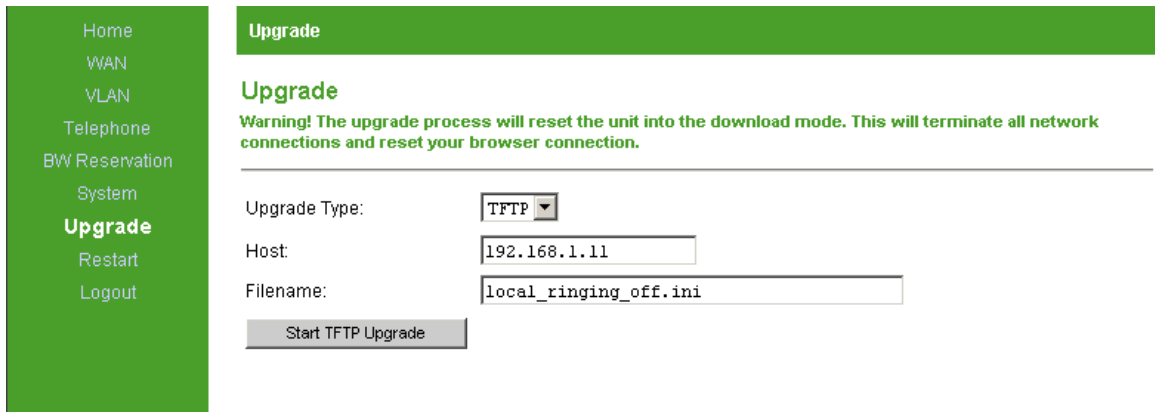 Home
WAN
VLAN
Telephone
BW Reservation
System
Upgrade
Restart
Logout
Upgrade
Upgrade
Warning! The upgrade process will reset the unit into the download mode. This will terminate all network
connections and reset your browser connection.
Upgrade Type:
TFTP
Host:
192.168.1.11
Filename:
local_ringing_off.ini
Start TFTP Upgrade